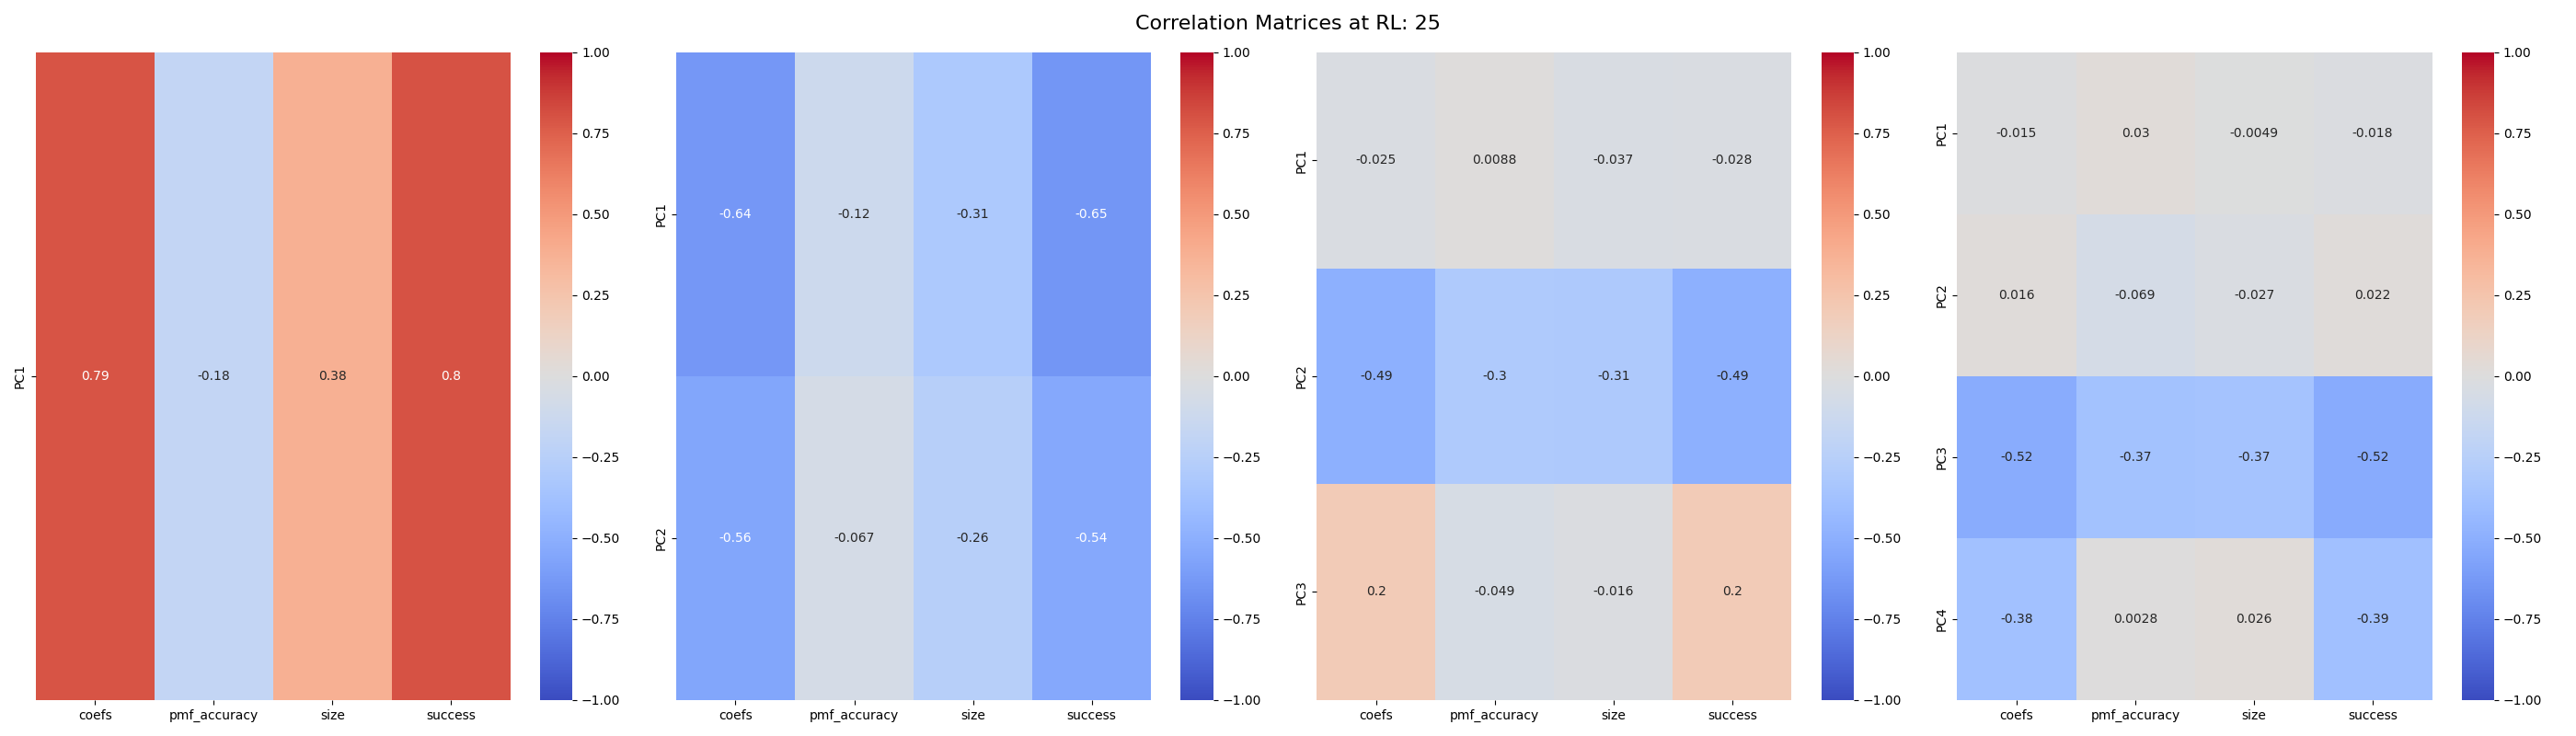 Correlation Matrices at RL: 25
PC1
0.79 -0.18 0.38 0.8
coefs pmf_accuracy size success
1.00
0.75
0.50
0.25
0.00
−0.25
−0.50
−0.75
−1.00
PC1
-0.64 -0.12 -0.31 -0.65
PC2
-0.56 -0.067 -0.26 -0.54
coefs pmf_accuracy size success
1.00
0.75
0.50
0.25
0.00
−0.25
−0.50
−0.75
−1.00
PC1
-0.025 0.0088 -0.037 -0.028
PC2
-0.49 -0.3 -0.31 -0.49
PC3
0.2 -0.049 -0.016 0.2
coefs pmf_accuracy size success
1.00
0.75
0.50
0.25
0.00
−0.25
−0.50
−0.75
−1.00
PC1
-0.015 0.03 -0.0049 -0.018
PC2
0.016 -0.069 -0.027 0.022
PC3
-0.52 -0.37 -0.37 -0.52
PC4
-0.38 0.0028 0.026 -0.39
coefs pmf_accuracy size success
1.00
0.75
0.50
0.25
0.00
−0.25
−0.50
−0.75
−1.00